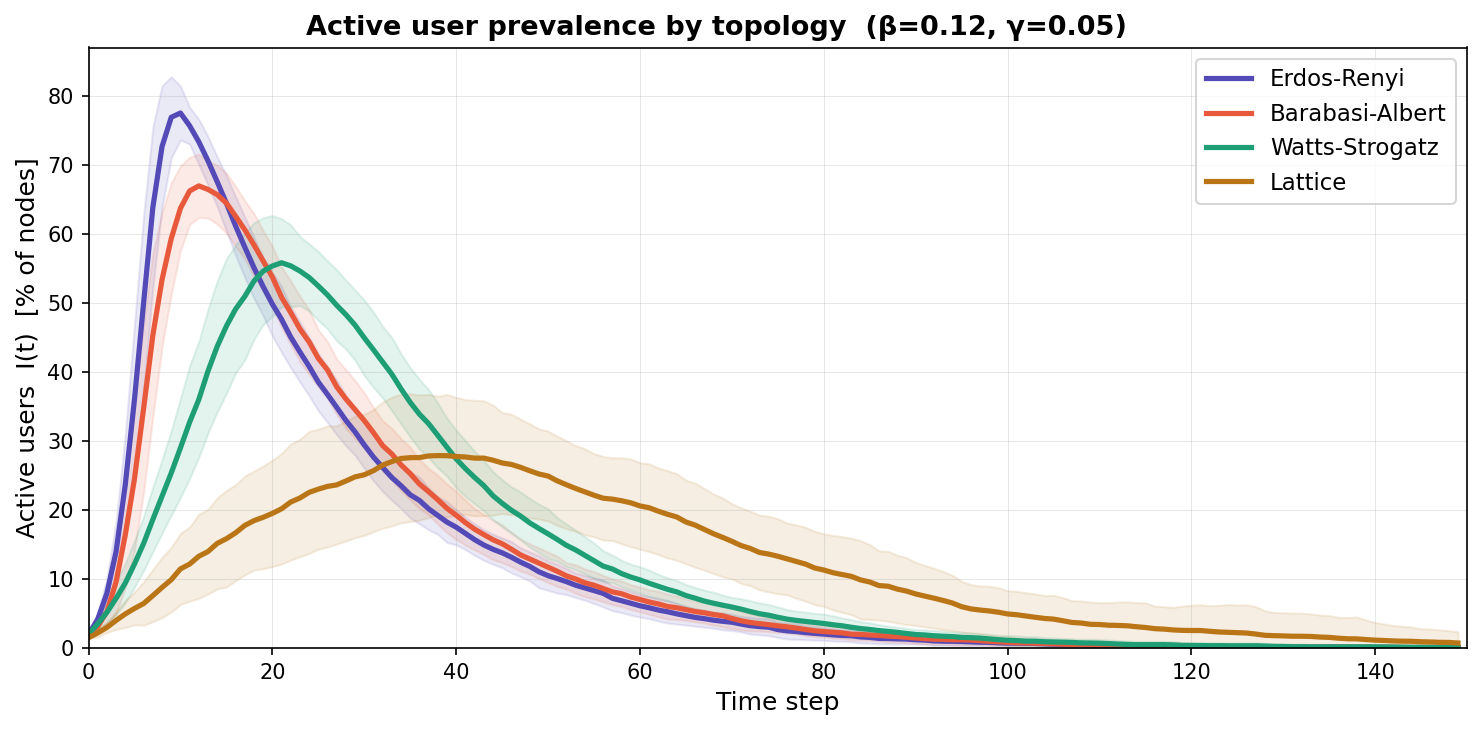 Active user prevalence by topology  (β=0.12, γ=0.05)
Active users  I(t)  [% of nodes]
80
70
60
50
40
30
20
10
0
Erdos-Renyi
Barabasi-Albert
Watts-Strogatz
Lattice
0 20 40 60 80 100 120 140
Time step